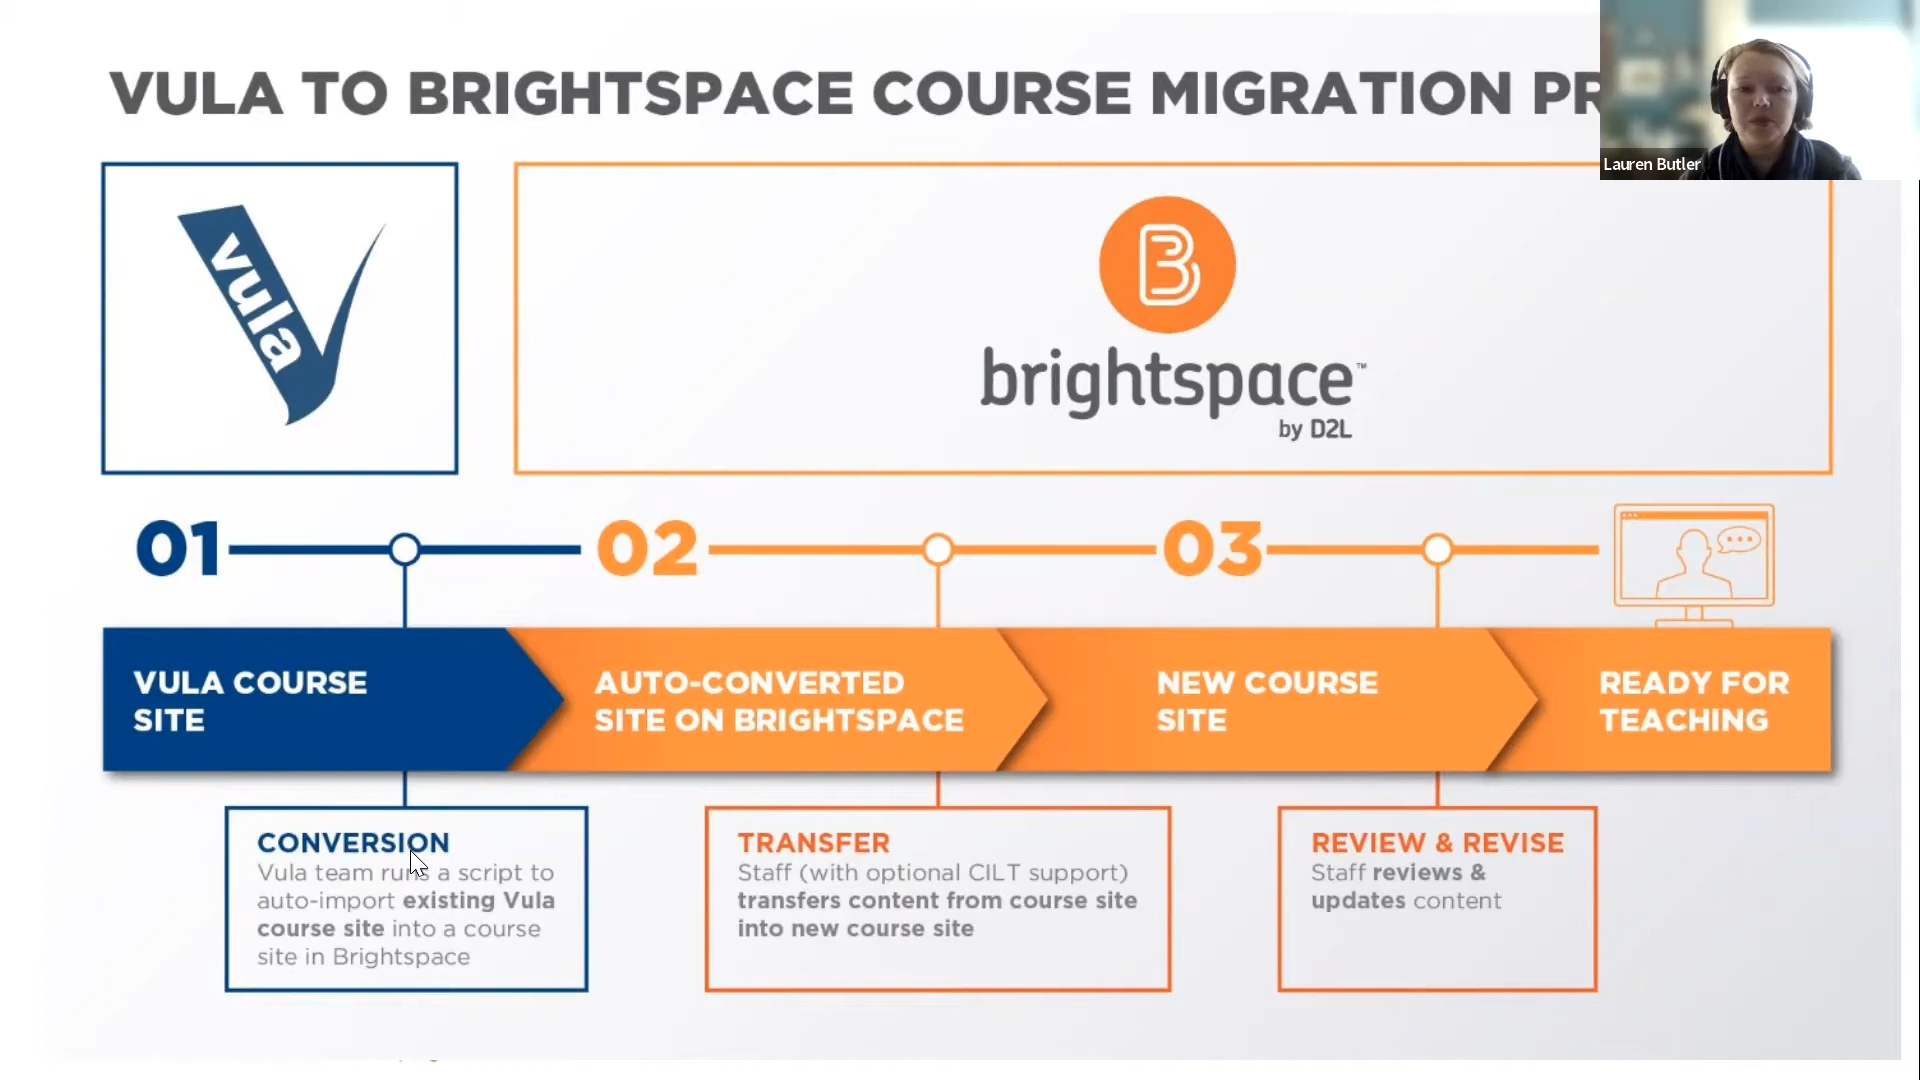 VULA TO BRIGHTSPACE COURSE MIGRATION PR
Lauren Butler
vula
B
brightspace™
by D2L
01
02
03
VULA COURSE
SITE
AUTO-CONVERTED
SITE ON BRIGHTSPACE
NEW COURSE
SITE
READY FOR
TEACHING
CONVERSION
Vula team runs a script to
auto-import existing Vula
course site into a course
site in Brightspace
TRANSFER
Staff (with optional CILT support)
transfers content from course site
into new course site
REVIEW & REVISE
Staff reviews &
updates content